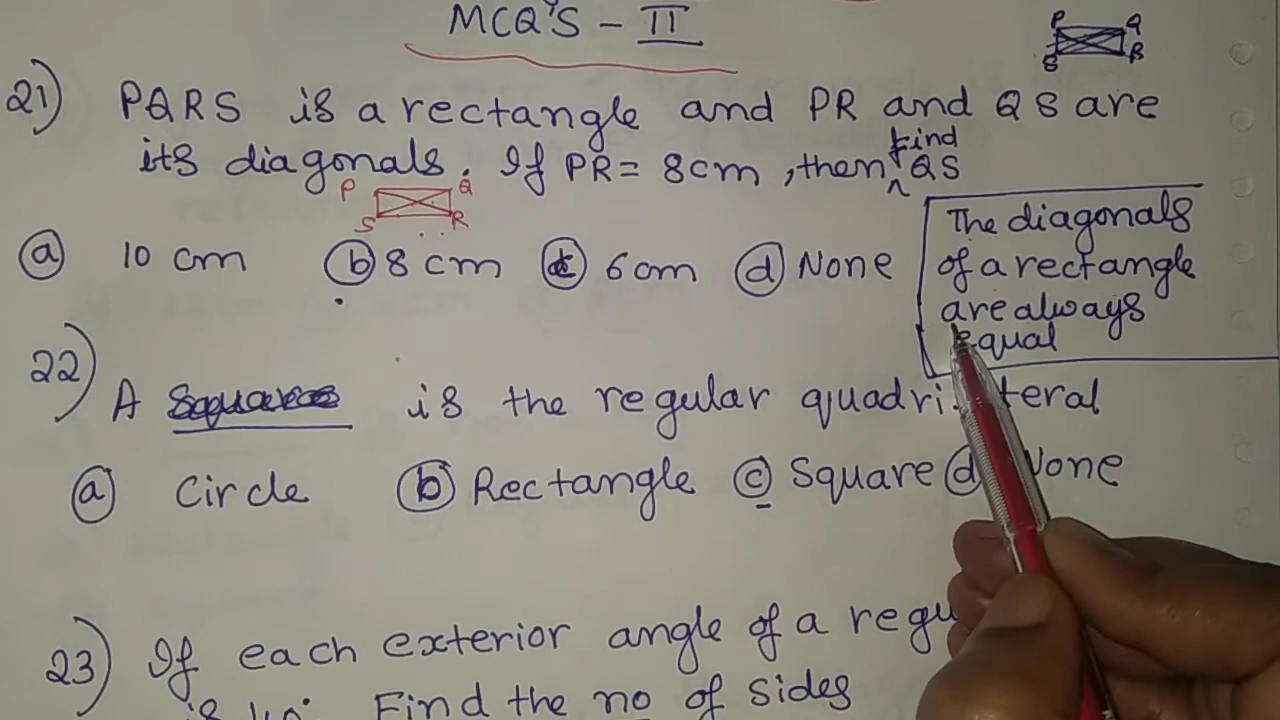 MCQ'S - II
P Q
S R
21) PQRS is a rectangle and PR and QS are
its diagonals. If PR = 8cm, then find QS
P Q
S R
(a) 10 cm (b) 8 cm (c) 6 cm (d) None
The diagonals
of a rectangle
are always
equal
22) A Square is the regular
(a) Circle (b) Rectangle (c) Square (d) None
23) If each exterior angle of a
is Find the no of sides